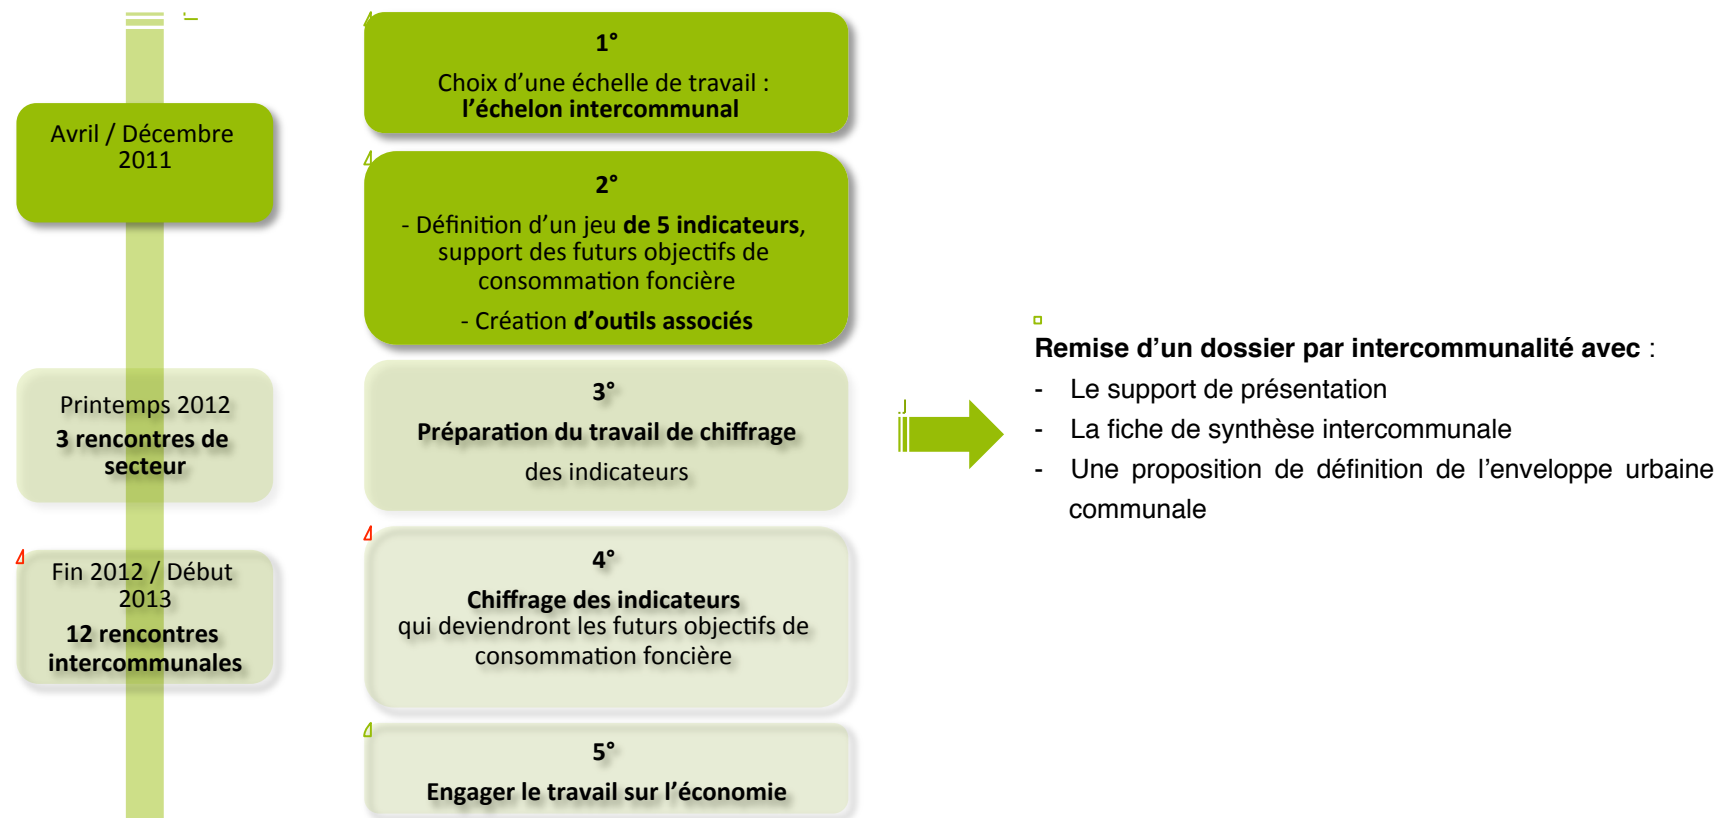 Avril / Décembre
2011
Printemps 2012
3 rencontres de
secteur
Fin 2012 / Début
2013
12 rencontres
intercommunales
1°
Choix d’une échelle de travail :
l’échelon intercommunal
2°
- Définition d’un jeu de 5 indicateurs,
support des futurs objectifs de
consommation foncière
- Création d’outils associés
3°
Préparation du travail de chiffrage
des indicateurs
4°
Chiffrage des indicateurs
qui deviendront les futurs objectifs de
consommation foncière
5°
Engager le travail sur l’économie
Remise d’un dossier par intercommunalité avec :
- Le support de présentation
- La fiche de synthèse intercommunale
- Une proposition de définition de l’enveloppe urbaine
communale